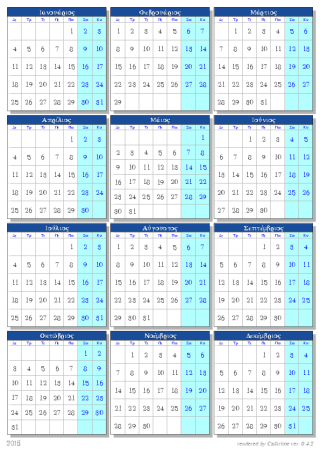 Ιανουάριος
Δε Τρ Τε Πε Πα Σα Κυ
1 2 3
4 5 6 7 8 9 10
11 12 13 14 15 16 17
18 19 20 21 22 23 24
25 26 27 28 29 30 31
Φεβρουάριος
Δε Τρ Τε Πε Πα Σα Κυ
1 2 3 4 5 6 7
8 9 10 11 12 13 14
15 16 17 18 19 20 21
22 23 24 25 26 27 28
29
Μάρτιος
Δε Τρ Τε Πε Πα Σα Κυ
1 2 3 4 5 6
7 8 9 10 11 12 13
14 15 16 17 18 19 20
21 22 23 24 25 26 27
28 29 30 31
Απρίλιος
Δε Τρ Τε Πε Πα Σα Κυ
1 2 3
4 5 6 7 8 9 10
11 12 13 14 15 16 17
18 19 20 21 22 23 24
25 26 27 28 29 30
Μάιος
Δε Τρ Τε Πε Πα Σα Κυ
1
2 3 4 5 6 7 8
9 10 11 12 13 14 15
16 17 18 19 20 21 22
23 24 25 26 27 28 29
30 31
Ιούνιος
Δε Τρ Τε Πε Πα Σα Κυ
1 2 3 4 5
6 7 8 9 10 11 12
13 14 15 16 17 18 19
20 21 22 23 24 25 26
27 28 29 30
Ιούλιος
Δε Τρ Τε Πε Πα Σα Κυ
1 2 3
4 5 6 7 8 9 10
11 12 13 14 15 16 17
18 19 20 21 22 23 24
25 26 27 28 29 30 31
Αύγουστος
Δε Τρ Τε Πε Πα Σα Κυ
1 2 3 4 5 6 7
8 9 10 11 12 13 14
15 16 17 18 19 20 21
22 23 24 25 26 27 28
29 30 31
Σεπτέμβριος
Δε Τρ Τε Πε Πα Σα Κυ
1 2 3 4
5 6 7 8 9 10 11
12 13 14 15 16 17 18
19 20 21 22 23 24 25
26 27 28 29 30
Οκτώβριος
Δε Τρ Τε Πε Πα Σα Κυ
1 2
3 4 5 6 7 8 9
10 11 12 13 14 15 16
17 18 19 20 21 22 23
24 25 26 27 28 29 30
31
Νοέμβριος
Δε Τρ Τε Πε Πα Σα Κυ
1 2 3 4 5 6
7 8 9 10 11 12 13
14 15 16 17 18 19 20
21 22 23 24 25 26 27
28 29 30
Δεκέμβριος
Δε Τρ Τε Πε Πα Σα Κυ
1 2 3 4
5 6 7 8 9 10 11
12 13 14 15 16 17 18
19 20 21 22 23 24 25
26 27 28 29 30 31
2016
rendered by ver. 0.4.2